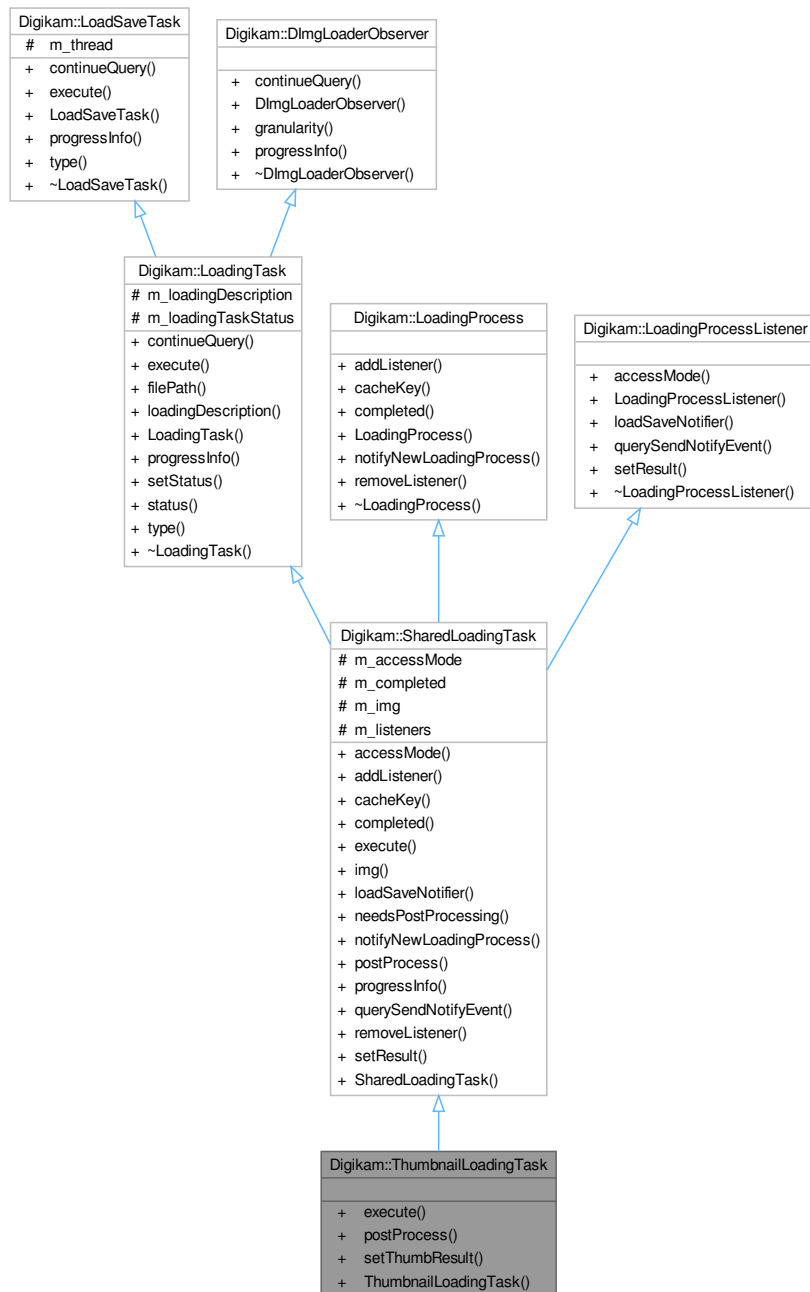 Digikam::LoadSaveTask
# m_thread
+ continueQuery()
+ execute()
+ LoadSaveTask()
+ progressInfo()
+ type()
+ ~LoadSaveTask()
Digikam::DImgLoaderObserver
+ continueQuery()
+ DImgLoaderObserver()
+ granularity()
+ progressInfo()
+ ~DImgLoaderObserver()
Digikam::LoadingTask
# m_loadingDescription
# m_loadingTaskStatus
+ continueQuery()
+ execute()
+ filePath()
+ loadingDescription()
+ LoadingTask()
+ progressInfo()
+ setStatus()
+ status()
+ type()
+ ~LoadingTask()
Digikam::LoadingProcess
+ addListener()
+ cacheKey()
+ completed()
+ LoadingProcess()
+ notifyNewLoadingProcess()
+ removeListener()
+ ~LoadingProcess()
Digikam::LoadingProcessListener
+ accessMode()
+ LoadingProcessListener()
+ loadSaveNotifier()
+ querySendNotifyEvent()
+ setResult()
+ ~LoadingProcessListener()
Digikam::SharedLoadingTask
# m_accessMode
# m_completed
# m_img
# m_listeners
+ accessMode()
+ addListener()
+ cacheKey()
+ completed()
+ execute()
+ img()
+ loadSaveNotifier()
+ needsPostProcessing()
+ notifyNewLoadingProcess()
+ postProcess()
+ progressInfo()
+ querySendNotifyEvent()
+ removeListener()
+ setResult()
+ SharedLoadingTask()
Digikam::ThumbnailLoadingTask
+ execute()
+ postProcess()
+ setThumbResult()
+ ThumbnailLoadingTask()